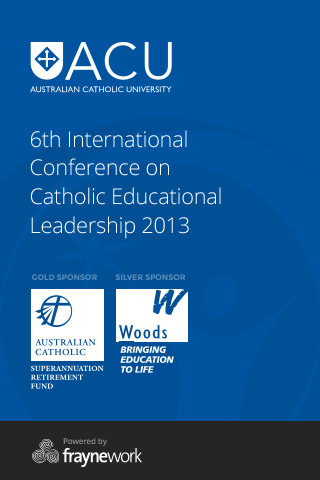 ACU
AUSTRALIAN CATHOLIC UNIVERSITY
6th International
Conference on
Catholic Educational
Leadership 2013
GOLD SPONSOR
SILVER SPONSOR
AUSTRALIAN
CATHOLIC
SUPERANNUATION
RETIREMENT
FUND
W
Woods
BRINGING
EDUCATION
TO LIFE
Powered by
fraynework